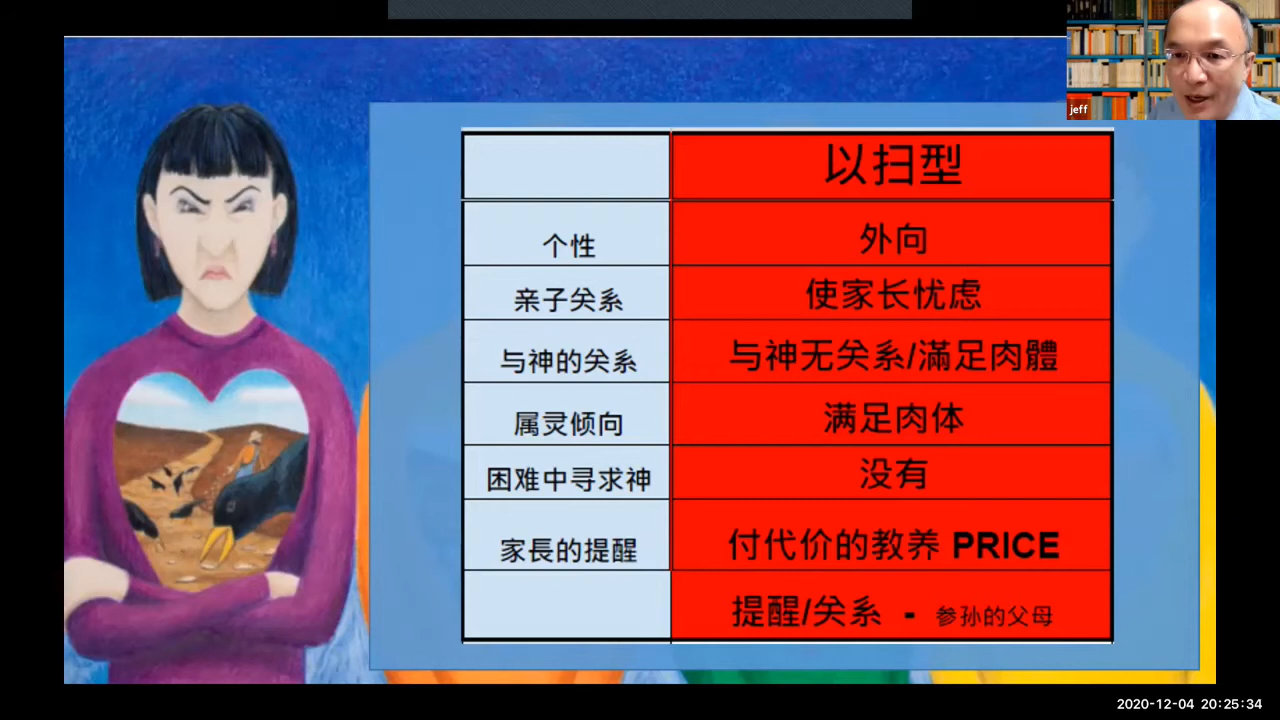 jeff
以扫型
个性 外向
亲子关系 使家长忧虑
与神的关系 与神无关系/滿足肉體
属灵倾向 满足肉体
困难中寻求神 没有
家長的提醒 付代价的教养 PRICE
提醒/关系 - 参孙的父母
2020-12-04 20:25:34